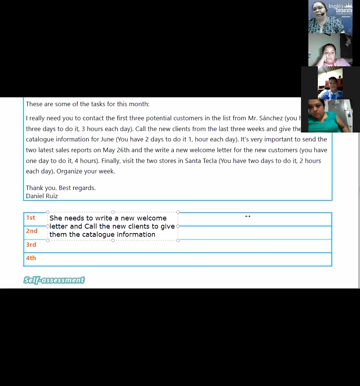 These are some of the tasks for this month:
I really need you to contact the first three potential customers in the list from Mr. Sánchez (you
three days to do it, 3 hours each day). Call the new clients from the last three weeks and give the
catalogue information for June (You have 2 days to do it 1, hour each day). It's very important to send the
two latest sales reports on May 26th and the write a new welcome letter for the new customers (you have
one day to do it, 4 hours). Finally, visit the two stores in Santa Tecla (You have two days to do it, 2 hours
each day). Organize your week.
Thank you. Best regards.
Daniel Ruiz
1st
She needs to write a new welcome
letter and Call the new clients to give
them the catalogue information
2nd
3rd
4th
Self-assessment